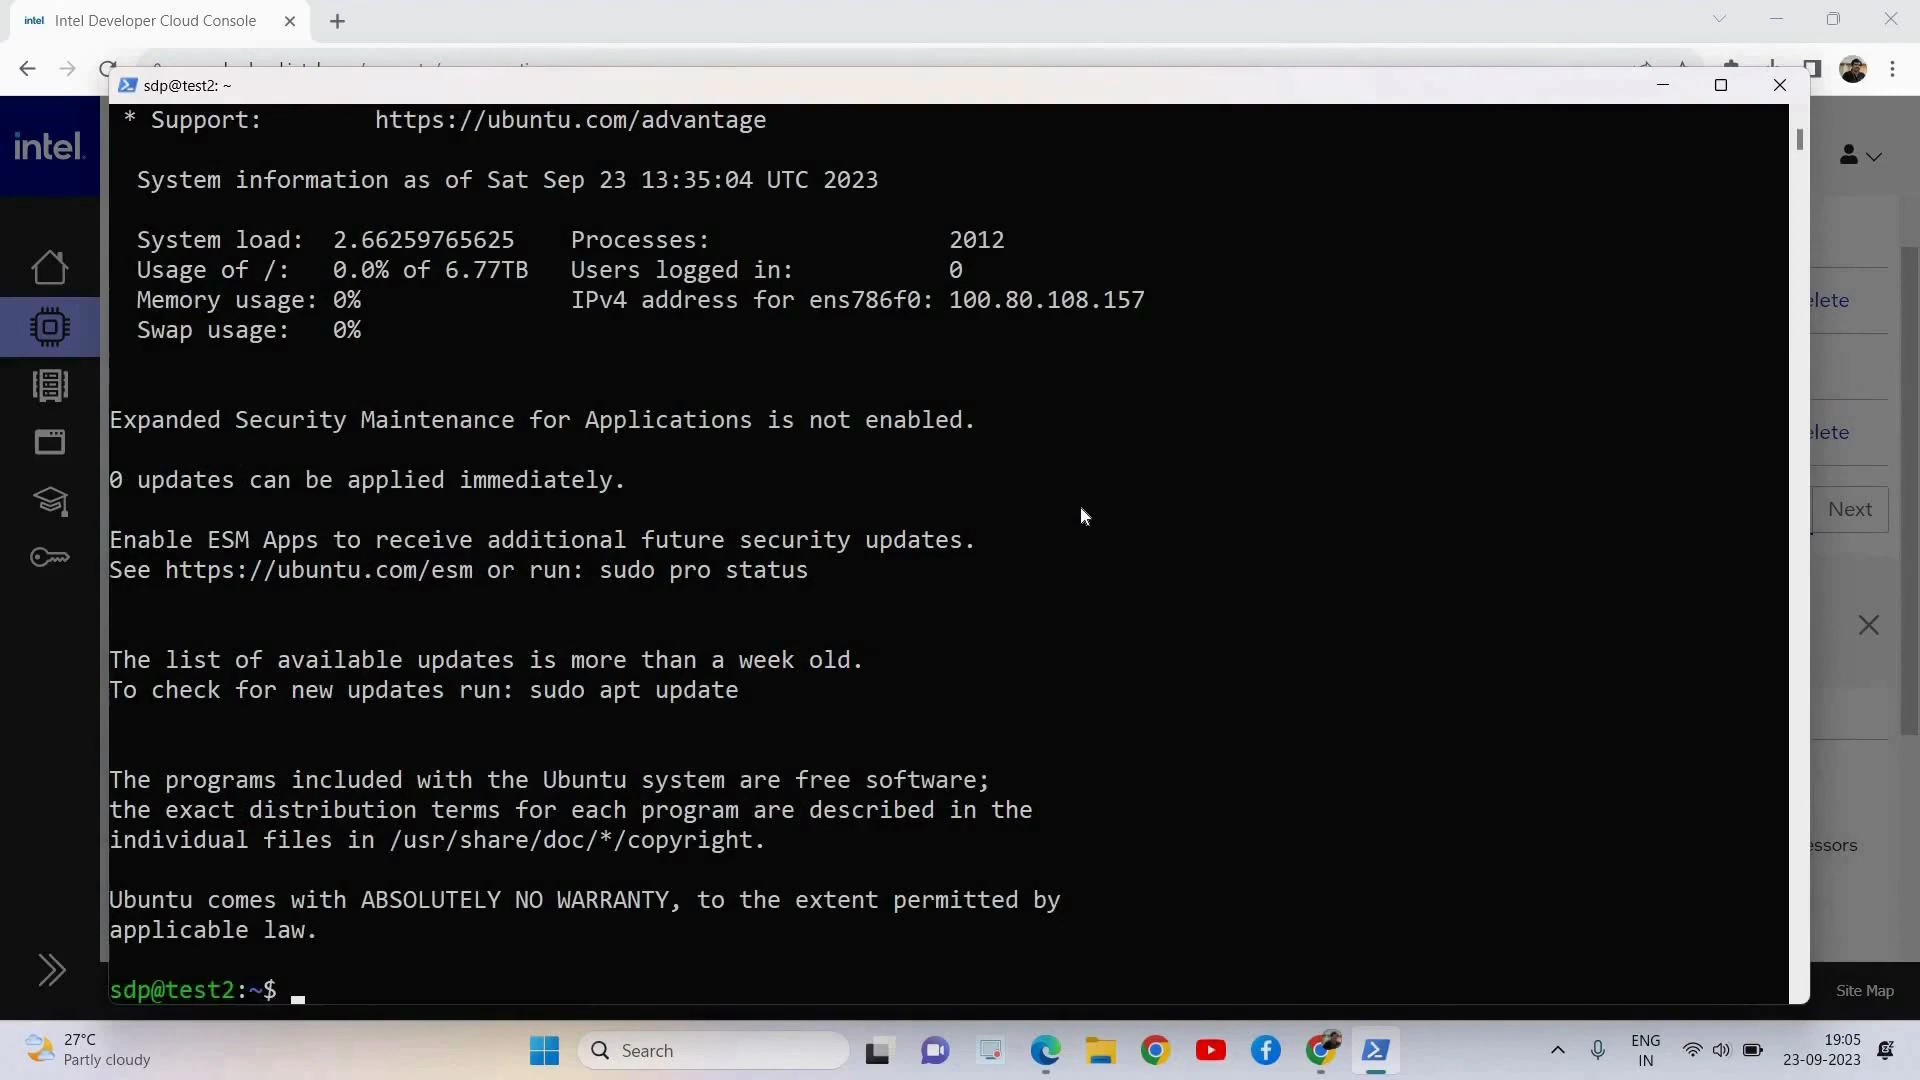 intel Intel Developer Cloud Console
sdp@test2: ~
intel.
* Support: https://ubuntu.com/advantage
System information as of Sat Sep 23 13:35:04 UTC 2023
System load: 2.66259765625 Processes: 2012
Usage of /: 0.0% of 6.77TB Users logged in: 0
Memory usage: 0% IPv4 address for ens786f0: 100.80.108.157
Swap usage: 0%
Expanded Security Maintenance for Applications is not enabled.
0 updates can be applied immediately.
Enable ESM Apps to receive additional future security updates.
See https://ubuntu.com/esm or run: sudo pro status
The list of available updates is more than a week old.
To check for new updates run: sudo apt update
The programs included with the Ubuntu system are free software;
the exact distribution terms for each program are described in the
individual files in /usr/share/doc/*/copyright.
Ubuntu comes with ABSOLUTELY NO WARRANTY, to the extent permitted by
applicable law.
sdp@test2:~$
elete
elete
Next
essors
Site Map
27°C
Partly cloudy
Search
ENG
IN
19:05
23-09-2023